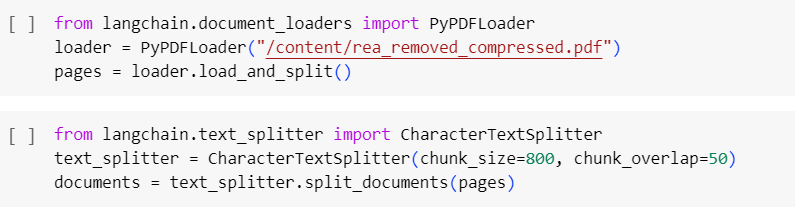 [ ] from langchain.document_loaders import PyPDFLoader
loader = PyPDFLoader("/content/rea_removed_compressed.pdf")
pages = loader.load_and_split()
[ ] from langchain.text_splitter import CharacterTextSplitter
text_splitter = CharacterTextSplitter(chunk_size=800, chunk_overlap=50)
documents = text_splitter.split_documents(pages)